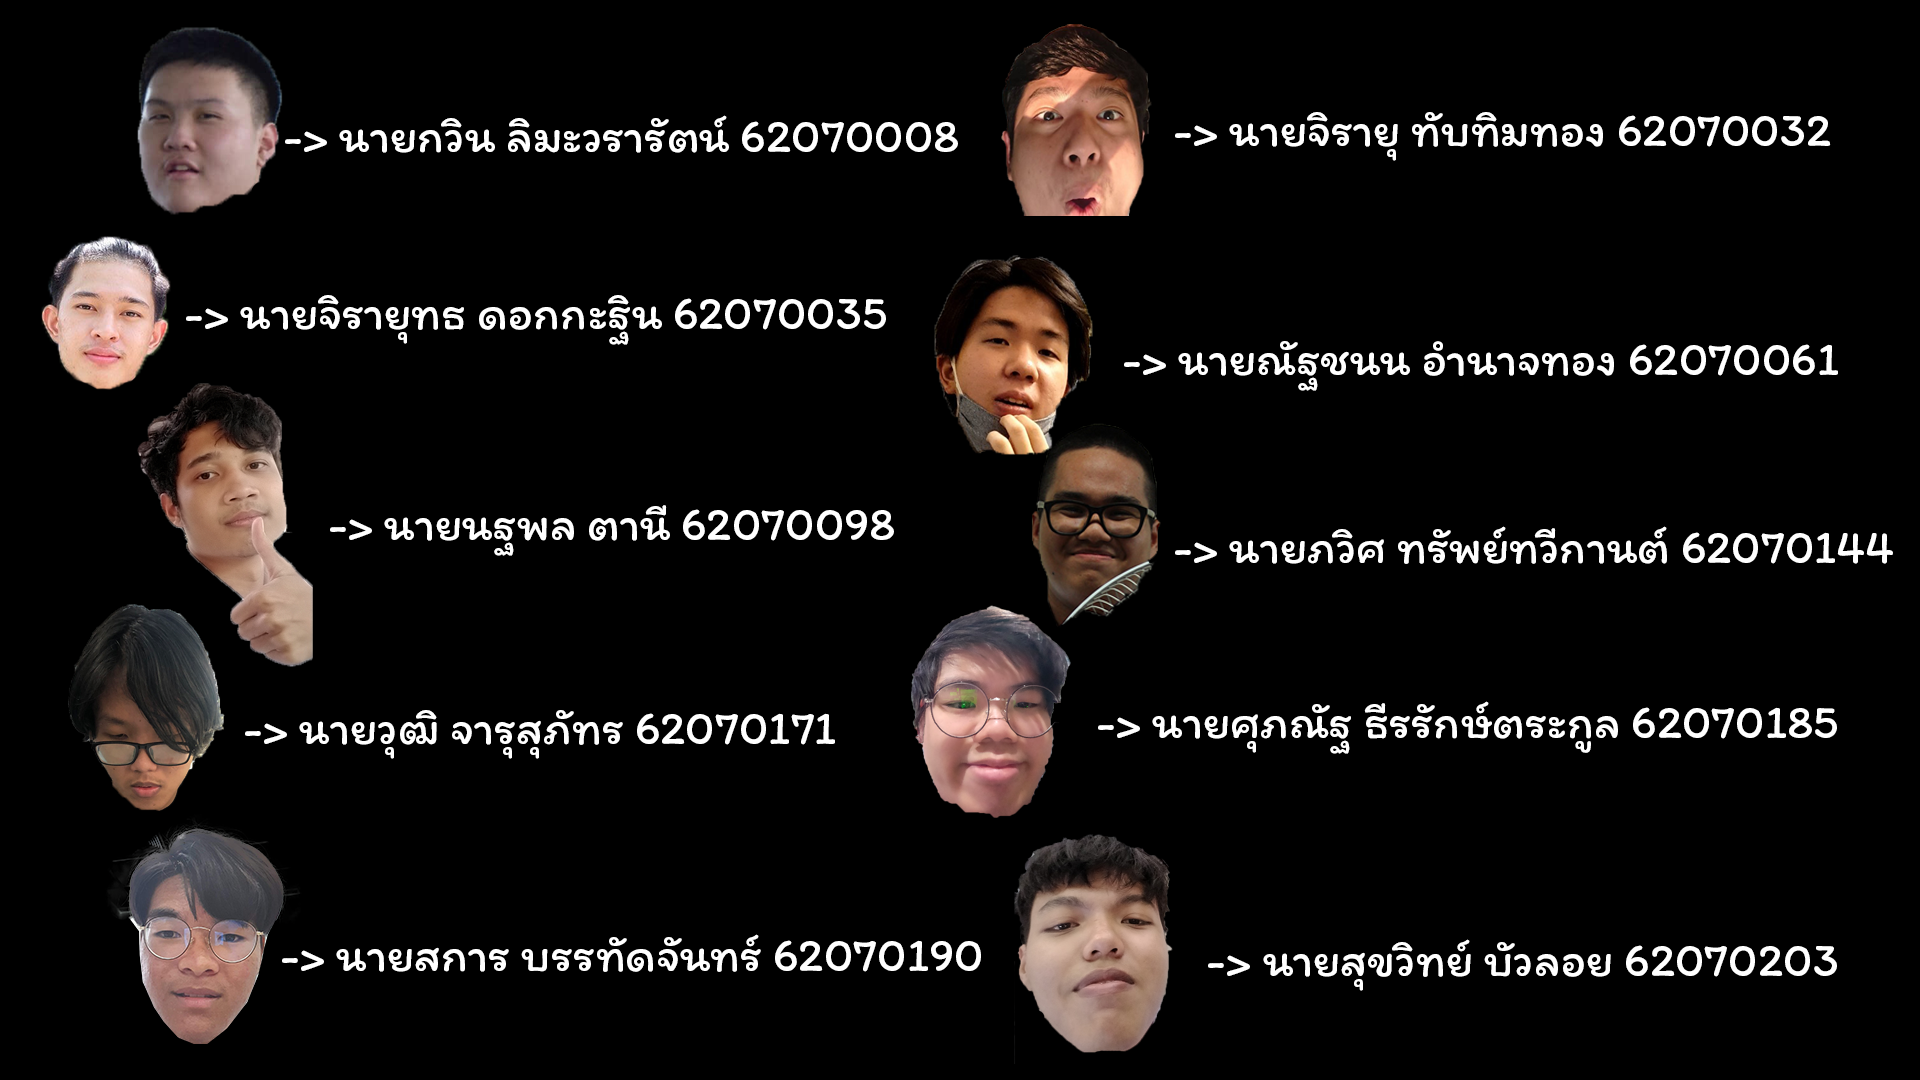 -> นายกวิน ลิมะวรารัตน์ 62070008
-> นายจิรายุ ทับทิมทอง 62070032
-> นายจิรายุทธ ดอกกะฐิน 62070035
-> นายณัฐชนน อำนาจทอง 62070061
-> นายนฐพล ตานี 62070098
-> นายภวิศ ทรัพย์ทวีกานต์ 62070144
-> นายวุฒิ จารุสุภัทร 62070171
-> นายศุภณัฐ ธีรรักษ์ตระกูล 62070185
-> นายสการ บรรทัดจันทร์ 62070190
-> นายสุขวิทย์ บัวลอย 62070203